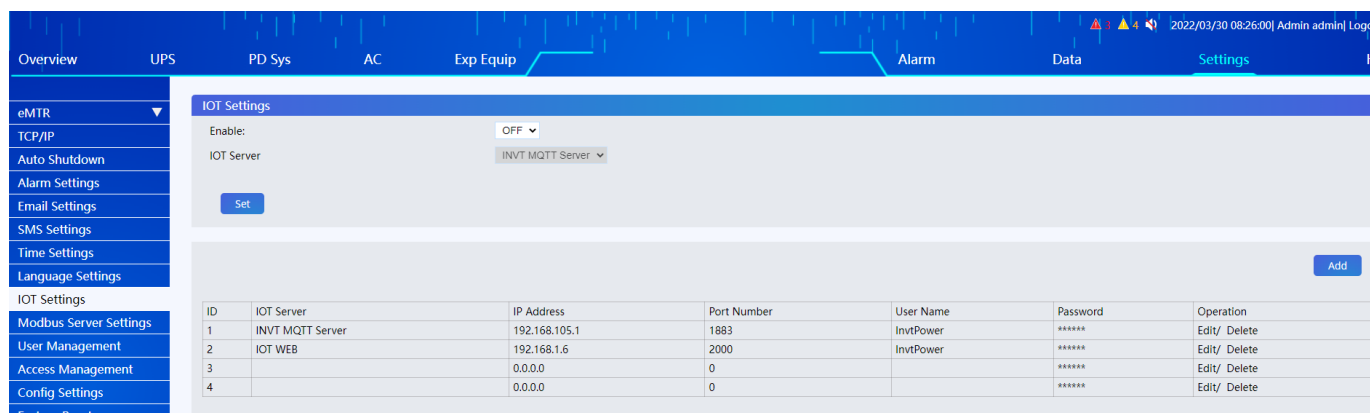 3 4 2022/03/30 08:26:00| Admin admin|
Overview UPS PD Sys AC Exp Equip Alarm Data Settings
eMTR
TCP/IP
Auto Shutdown
Alarm Settings
Email Settings
SMS Settings
Time Settings
Language Settings
IOT Settings
Modbus Server Settings
User Management
Access Management
Config Settings
IOT Settings
Enable: OFF
IOT Server INVT MQTT Server
Set
Add
ID IOT Server IP Address Port Number User Name Password Operation
1 INVT MQTT Server 192.168.105.1 1883 InvtPower ****** Edit/ Delete
2 IOT WEB 192.168.1.6 2000 InvtPower ****** Edit/ Delete
3 0.0.0.0 0 ****** Edit/ Delete
4 0.0.0.0 0 ****** Edit/ Delete